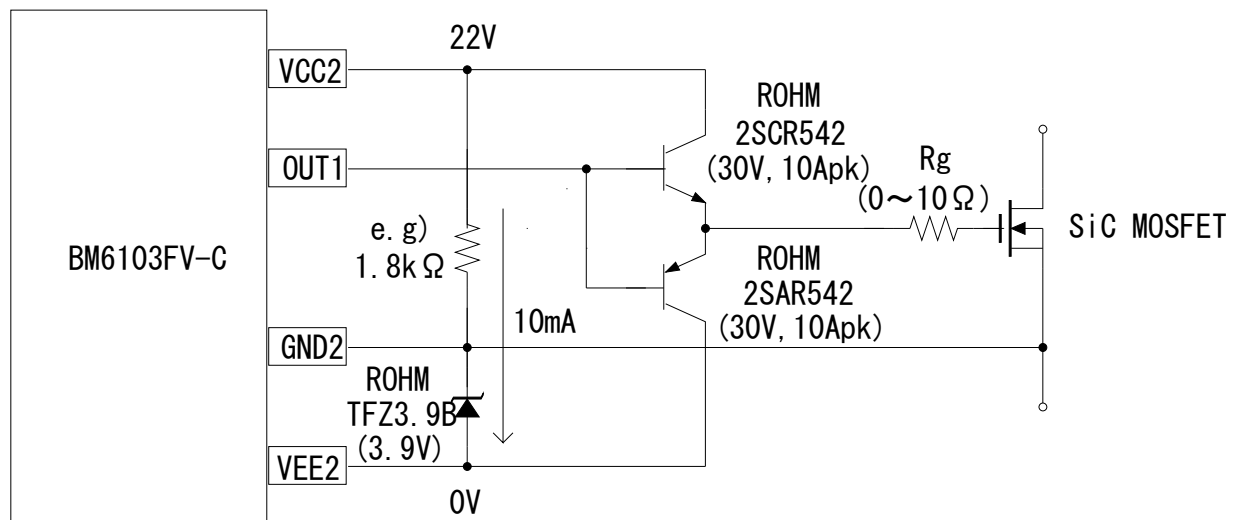 22V
VCC2
ROHM
2SCR542
(30V, 10Apk)
OUT1
Rg
(0～10Ω)
SiC MOSFET
BM6103FV-C
e.g)
1.8kΩ
ROHM
2SAR542
(30V, 10Apk)
10mA
GND2
ROHM
TFZ3.9B
(3.9V)
VEE2
0V